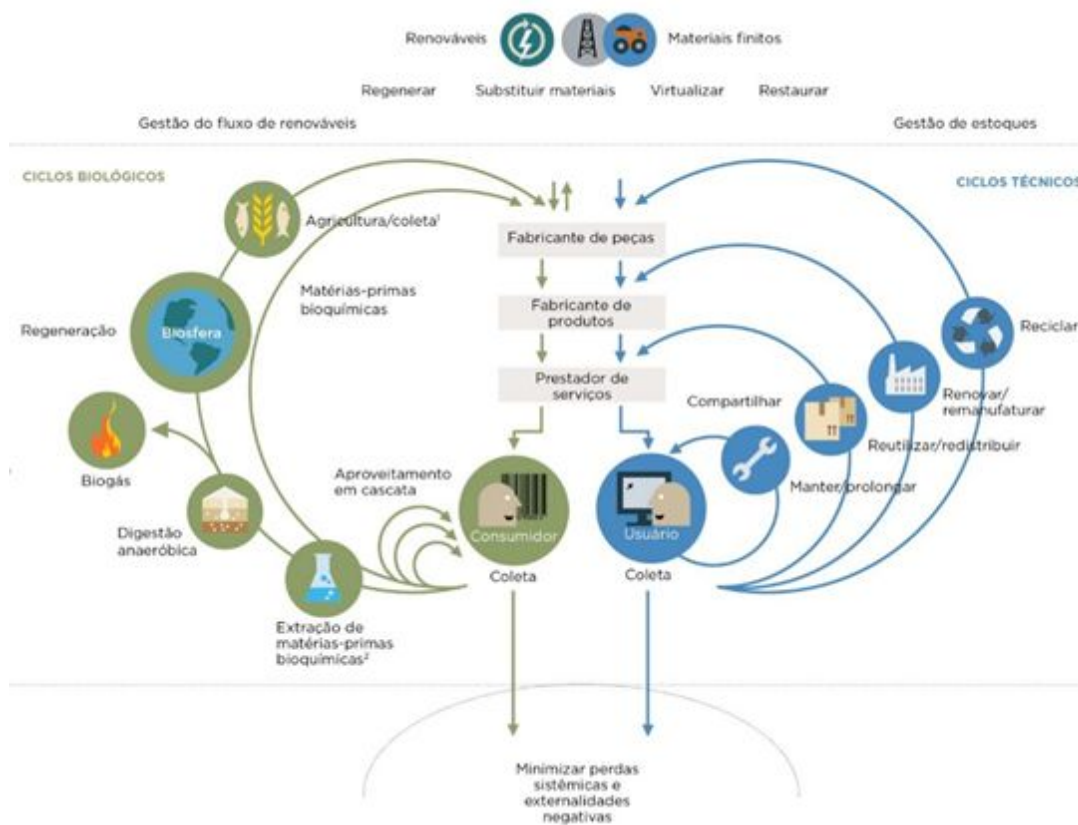 Renováveis
Materiais finitos
Regenerar
Substituir materiais
Virtualizar
Restaurar
Gestão do fluxo de renováveis
Gestão de estoques
CICLOS BIOLÓGICOS
CICLOS TÉCNICOS
Agricultura/coleta¹
Fabricante de peças
Matérias-primas
bioquímicas
Fabricante de
produtos
Regeneração
Biosfera
Reciclar
Prestador de
serviços
Compartilhar
Renovar/
remanufaturar
Reutilizar/redistribuir
Biogás
Aproveitamento
em cascata
Manter/prolongar
Digestão
anaeróbica
Consumidor
Usuário
Coleta
Coleta
Extração de
matérias-primas
bioquímicas²
Minimizar perdas
sistêmicas e
externalidades
negativas